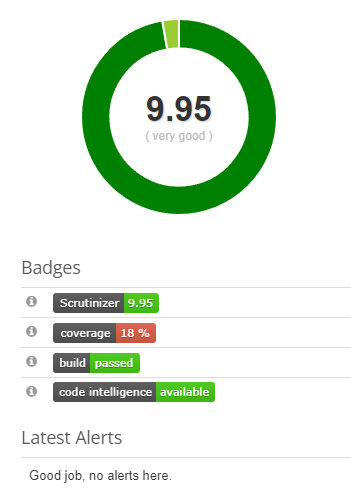 9.95
( very good )
Badges
Scrutinizer 9.95
coverage 18 %
build passed
code intelligence available
Latest Alerts
Good job, no alerts here.